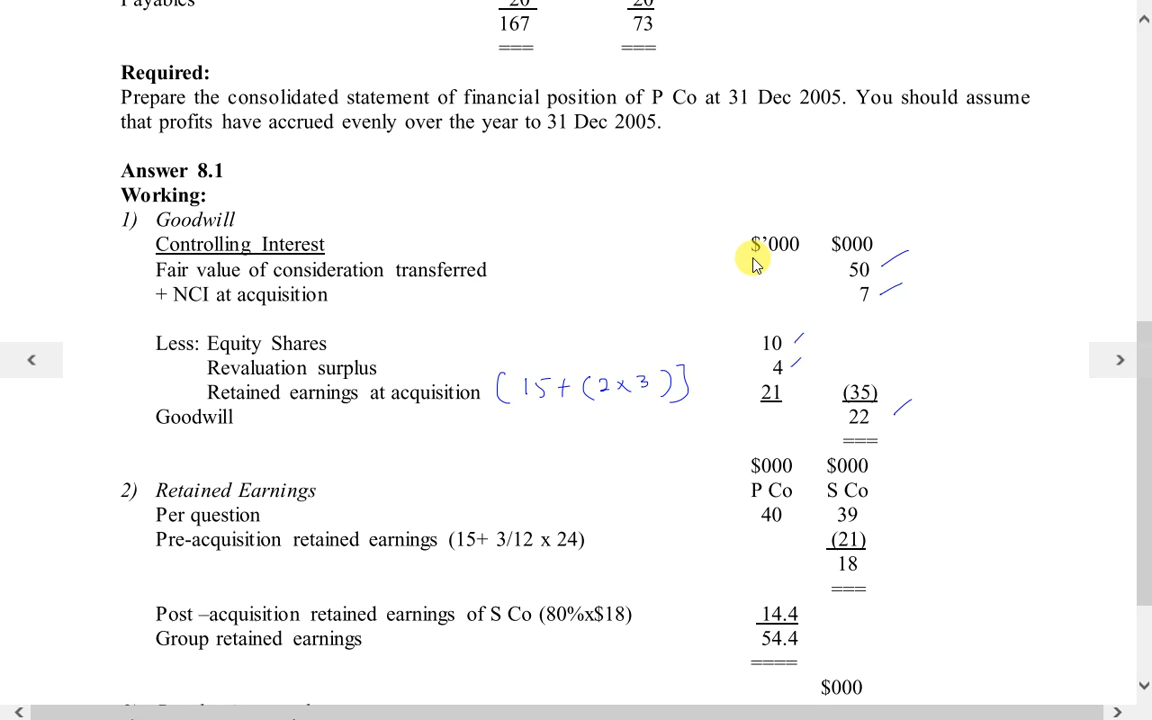 Payables 20 20
167 73
=== ===
Required:
Prepare the consolidated statement of financial position of P Co at 31 Dec 2005. You should assume
that profits have accrued evenly over the year to 31 Dec 2005.
Answer 8.1
Working:
1) Goodwill
Controlling Interest $'000 $000
Fair value of consideration transferred 50
+ NCI at acquisition 7
Less: Equity Shares 10
Revaluation surplus 4
Retained earnings at acquisition [15+(2x3)] 21 (35)
Goodwill 22
===
$000 $000
2) Retained Earnings P Co S Co
Per question 40 39
Pre-acquisition retained earnings (15+ 3/12 x 24) (21)
18
===
Post –acquisition retained earnings of S Co (80%x$18) 14.4
Group retained earnings 54.4
====
$000